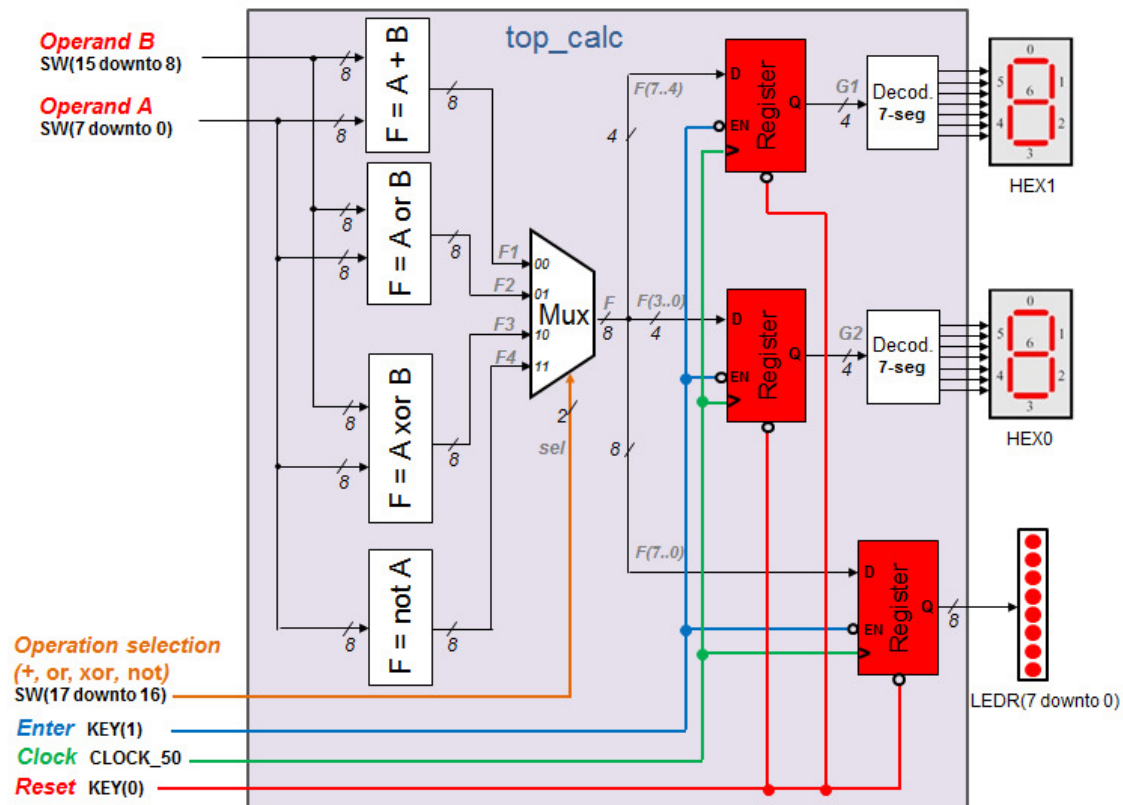 top_calc
Operand B
SW(15 downto 8)
8
F = A + B
8
Operand A
SW(7 downto 0)
8
8
F = A or B
8
8
8
F = A xor B
8
8
8
F = not A
8
F1
00
F2
01
F3
10
F4
11
Mux
2
sel
F
8
F(7..4)
4
D
EN
Register
Q
G1
4
Decod.
7-seg
0
5
1
6
4
2
3
HEX1
F(3..0)
4
D
EN
Register
Q
G2
4
Decod.
7-seg
0
5
1
6
4
2
3
HEX0
8
F(7..0)
D
EN
Register
Q
8
LEDR(7 downto 0)
Operation selection
(+, or, xor, not)
SW(17 downto 16)
Enter KEY(1)
Clock CLOCK_50
Reset KEY(0)